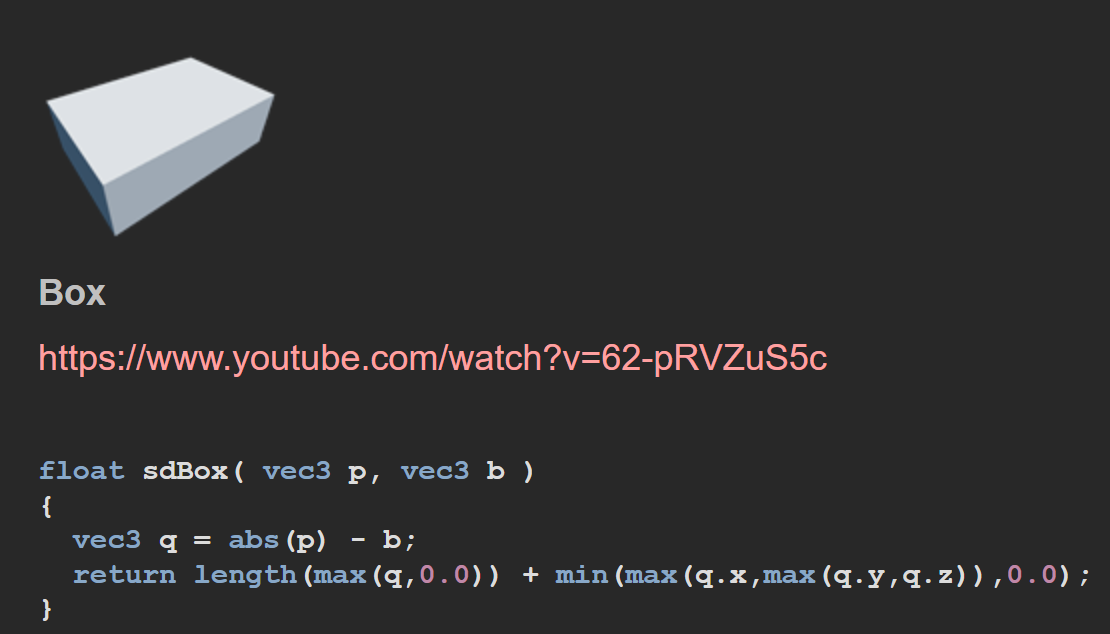 Box
https://www.youtube.com/watch?v=62-pRVZuS5c
float sdBox( vec3 p, vec3 b )
{
  vec3 q = abs(p) - b;
  return length(max(q,0.0)) + min(max(q.x,max(q.y,q.z)),0.0);
}